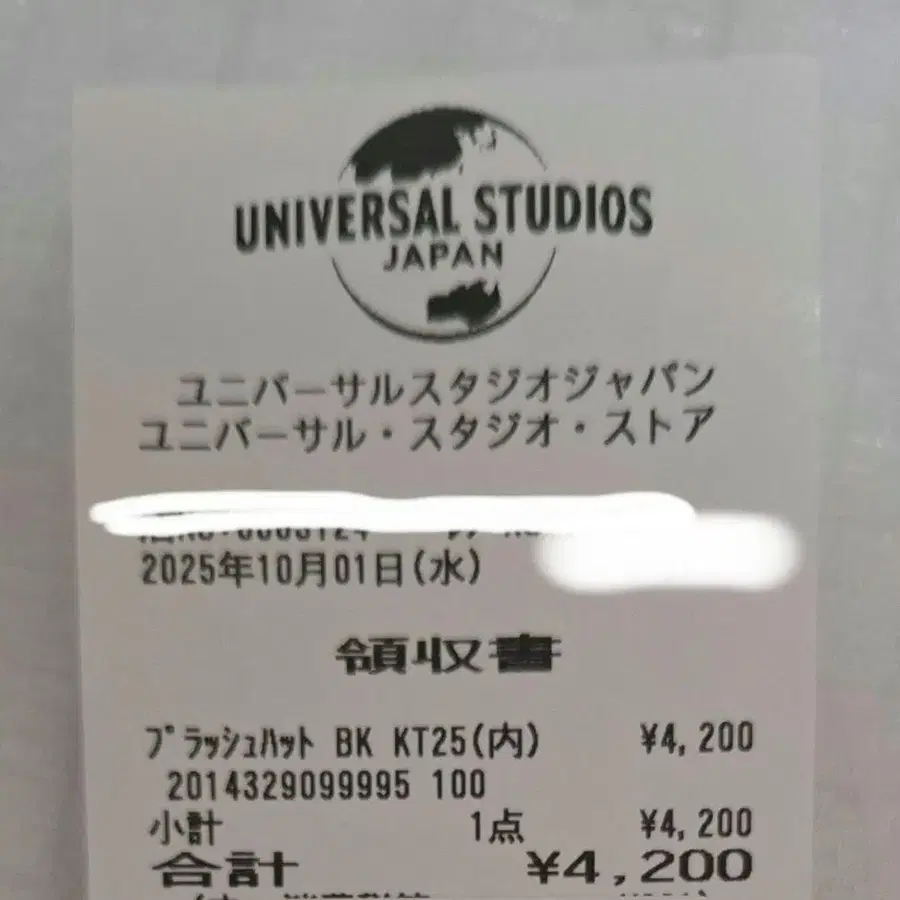 UNIVERSAL STUDIOS
JAPAN
ユニバーサルスタジオジャパン
ユニバーサル・スタジオ・ストア
2025年10月01日(水)
領収書
ﾌﾟﾗｯｼｭﾊｯﾄ BK KT25(内) ¥4,200
2014329099995 100
小計 1点 ¥4,200
合計 ¥4,200